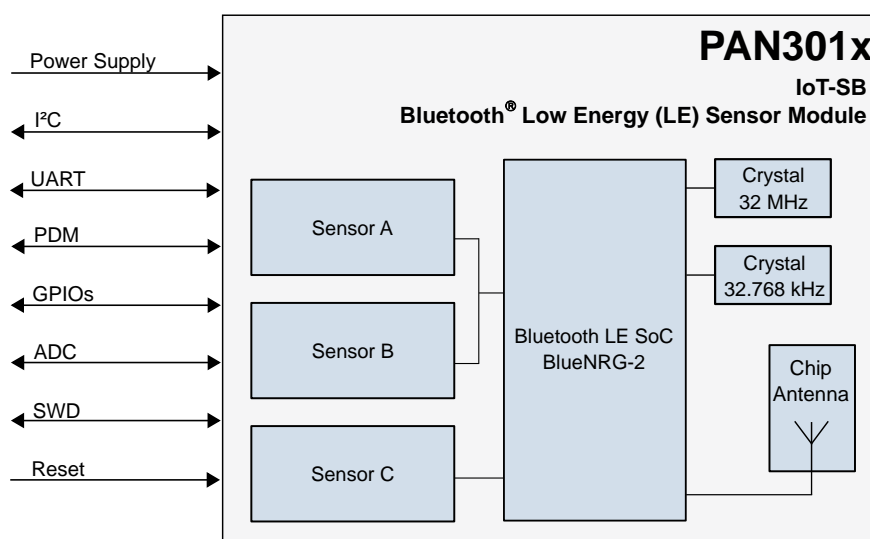 PAN301x
IoT-SB
Bluetooth® Low Energy (LE) Sensor Module
Power Supply
I²C
UART
PDM
GPIOs
ADC
SWD
Reset
Sensor A
Sensor B
Sensor C
Bluetooth LE SoC
BlueNRG-2
Crystal
32 MHz
Crystal
32.768 kHz
Chip
Antenna